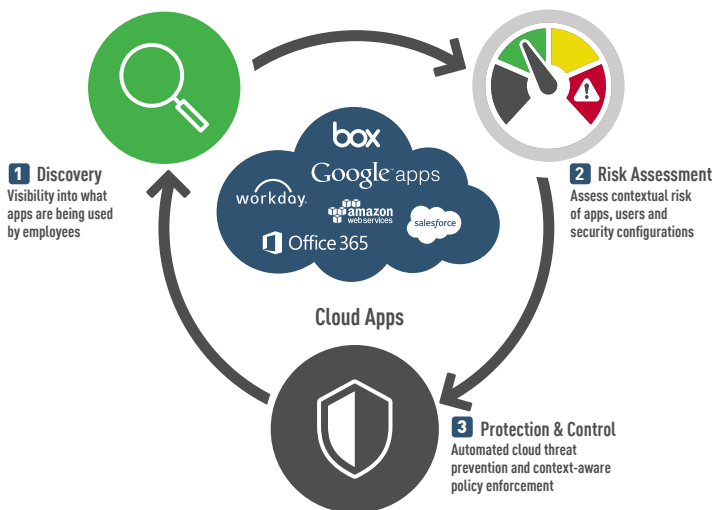 box
Google apps
workday.
amazon
web services
salesforce
Office 365
Cloud Apps
1 Discovery
Visibility into what
apps are being used
by employees
2 Risk Assessment
Assess contextual risk
of apps, users and
security configurations
3 Protection & Control
Automated cloud threat
prevention and context-aware
policy enforcement